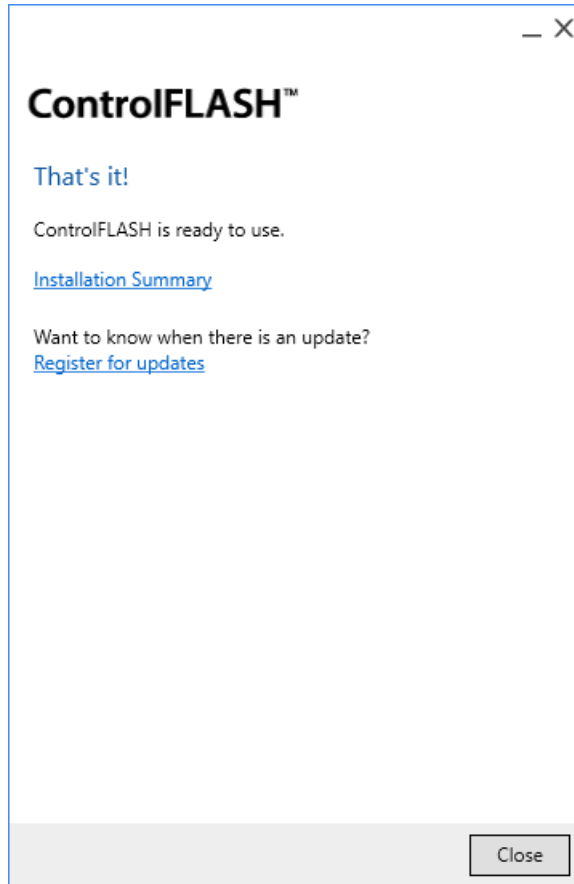 ControlFLASH™
That's it!
ControlFLASH is ready to use.
Installation Summary
Want to know when there is an update?
Register for updates
Close